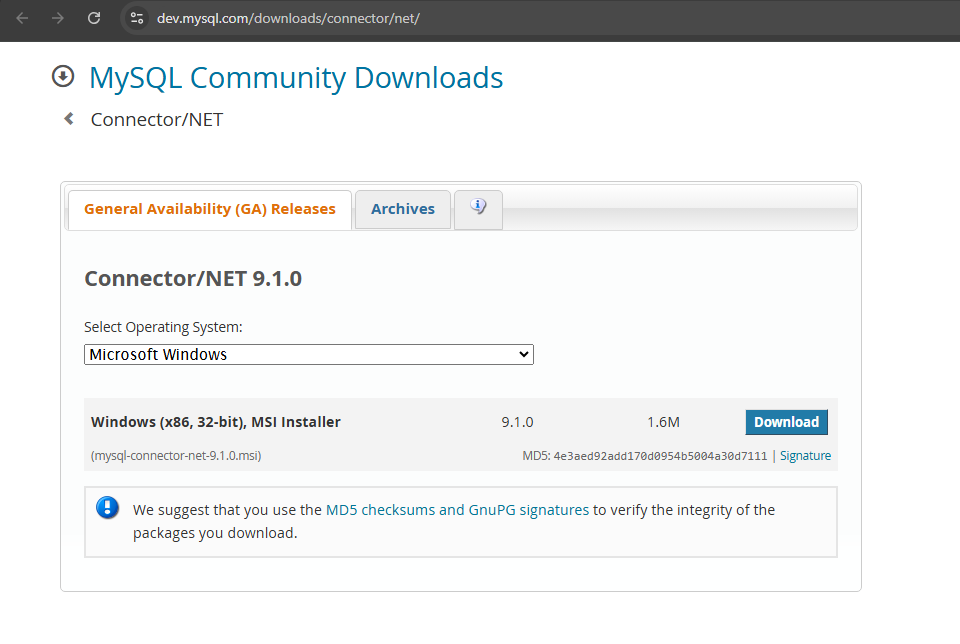 dev.mysql.com/downloads/connector/net/
MySQL Community Downloads
Connector/NET
General Availability (GA) Releases
Archives
i
Connector/NET 9.1.0
Select Operating System:
Microsoft Windows
Windows (x86, 32-bit), MSI Installer 9.1.0 1.6M Download
(mysql-connector-net-9.1.0.msi) MD5: 4e3aed92add170d0954b5004a30d7111 | Signature
We suggest that you use the MD5 checksums and GnuPG signatures to verify the integrity of the
packages you download.